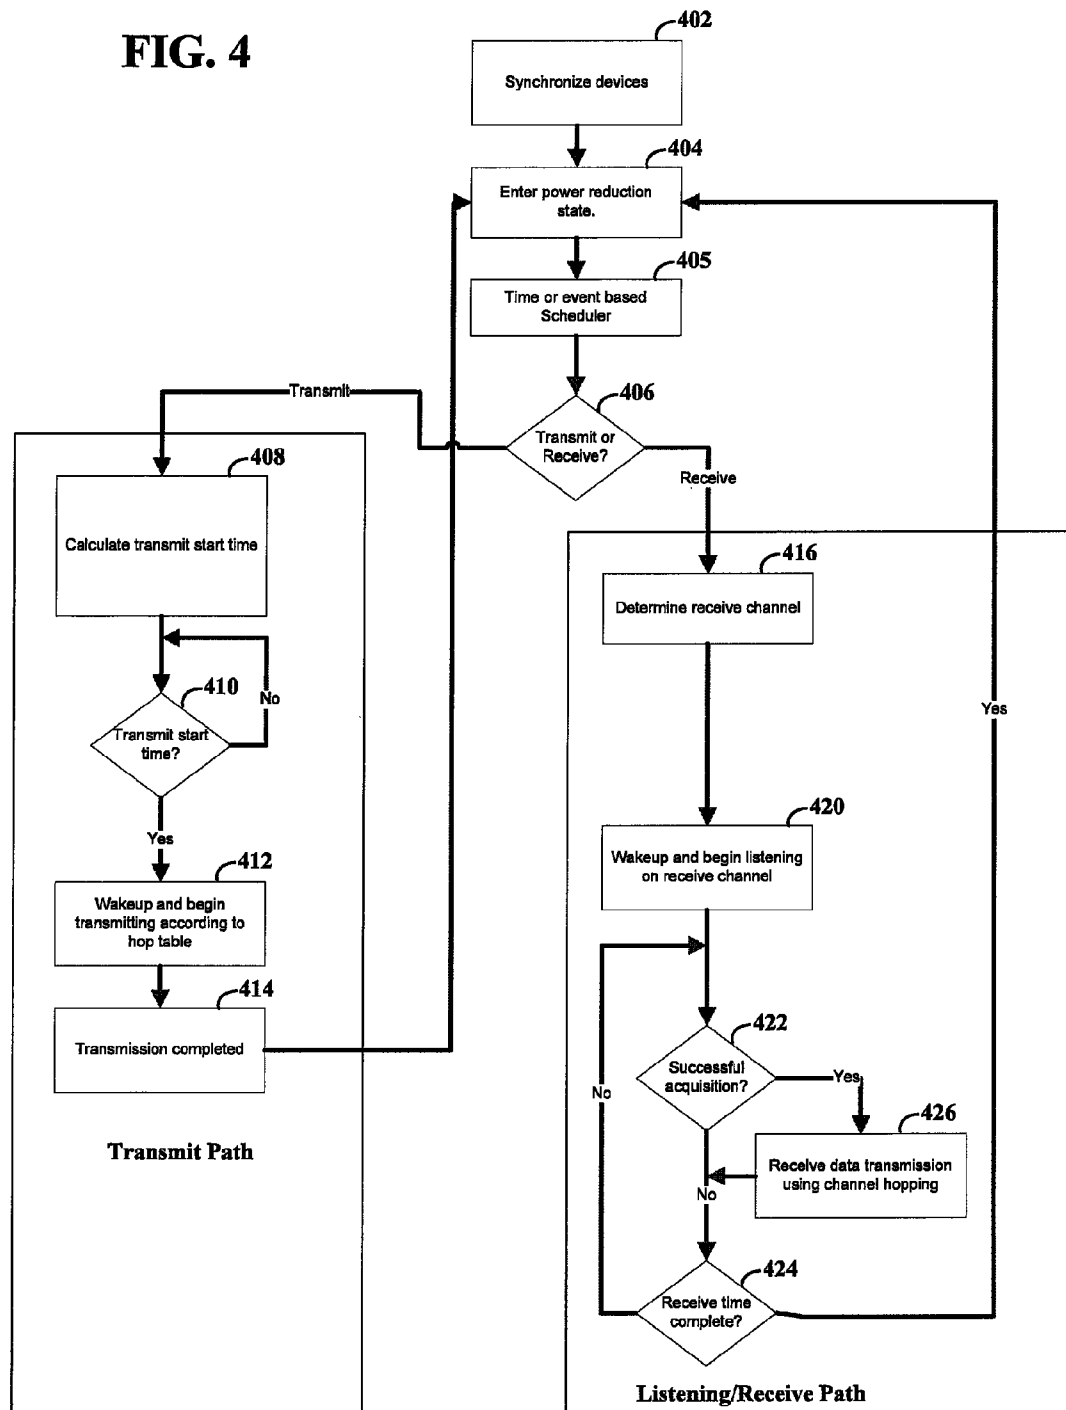 FIG. 4
402
Synchronize devices
404
Enter power reduction
state.
405
Time or event based
Scheduler
406
Transmit or
Receive?
Transmit
Receive
408
Calculate transmit start time
410
Transmit start
time?
No
Yes
412
Wakeup and begin
transmitting according to
hop table
414
Transmission completed
Transmit Path
416
Determine receive channel
420
Wakeup and begin listening
on receive channel
422
Successful
acquisition?
Yes
426
Receive data transmission
using channel hopping
No
No
424
Receive time
complete?
Yes
Listening/Receive Path